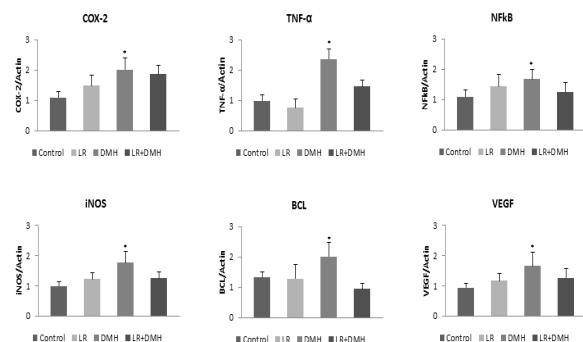 COX-2
TNF-α
NFkB
COX-2/Actin
3
2
1
0
Control LR DMH LR+DMH
TNF-α/Actin
3
2
1
0
Control LR DMH LR+DMH
NFkB/Actin
3
2
1
0
Control LR DMH LR+DMH
iNOS
BCL
VEGF
iNOS/Actin
3
2
1
0
Control LR DMH LR+DMH
BCL/Actin
3
2
1
0
Control LR DMH LR+DMH
VEGF/Actin
3
2
1
0
Control LR DMH LR+DMH